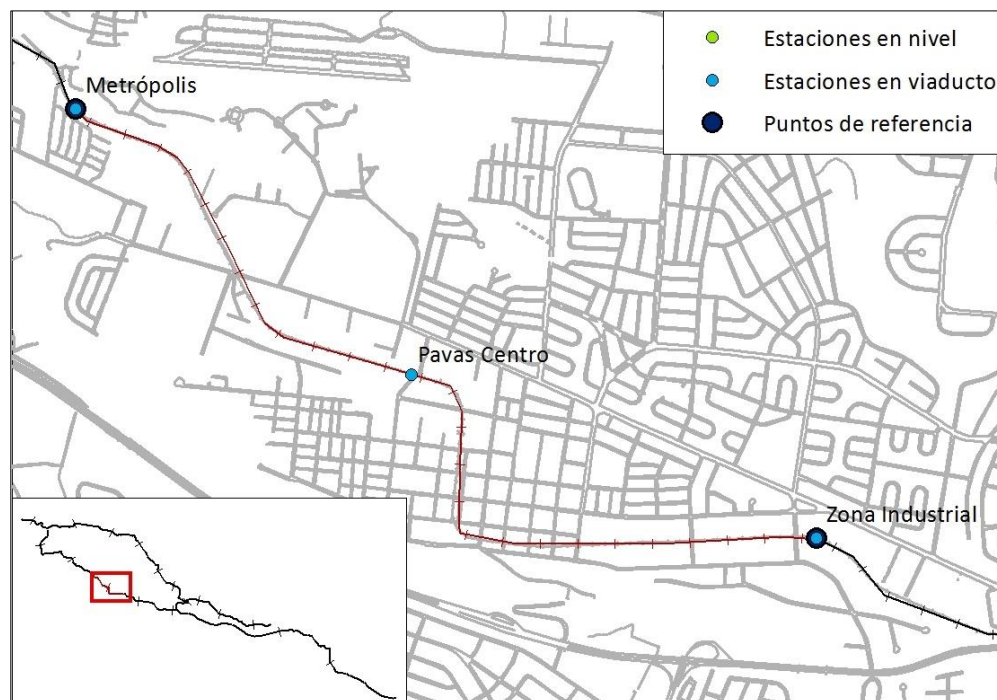 Estaciones en nivel
Estaciones en viaducto
Puntos de referencia
Metrópolis
Pavas Centro
Zona Industrial